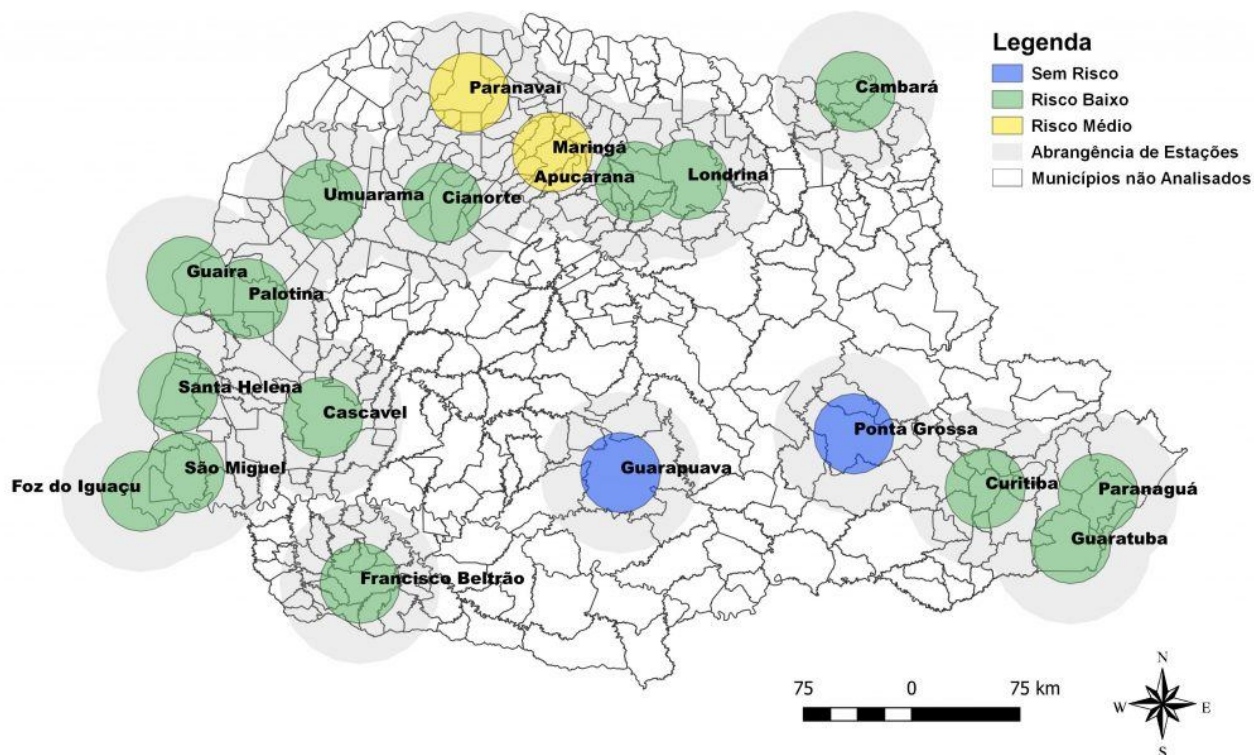 Legenda
Sem Risco
Risco Baixo
Risco Médio
Abrangência de Estações
Municípios não Analisados
Paranavaí
Cambará
Maringá
Apucarana
Londrina
Umuarama
Cianorte
Guaíra
Palotina
Santa Helena
Cascavel
São Miguel
Foz do Iguaçu
Guarapuava
Ponta Grossa
Curitiba
Paranaguá
Guaratuba
Francisco Beltrão
75 0 75 km
N
W E
S